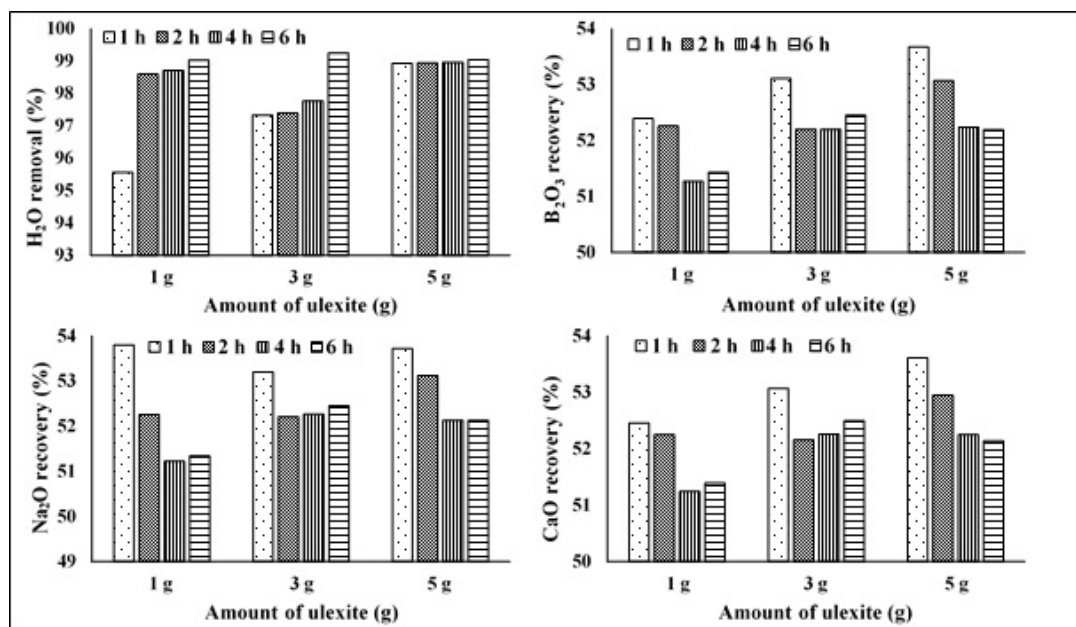 100
99
98
97
96
95
94
93
H₂O removal (%)
1 h 2 h 4 h 6 h
1 g 3 g 5 g
Amount of ulexite (g)
54
53
52
51
50
B₂O₃ recovery (%)
1 h 2 h 4 h 6 h
1 g 3 g 5 g
Amount of ulexite (g)
54
53
52
51
50
49
Na₂O recovery (%)
1 h 2 h 4 h 6 h
1 g 3 g 5 g
Amount of ulexite (g)
54
53
52
51
50
CaO recovery (%)
1 h 2 h 4 h 6 h
1 g 3 g 5 g
Amount of ulexite (g)